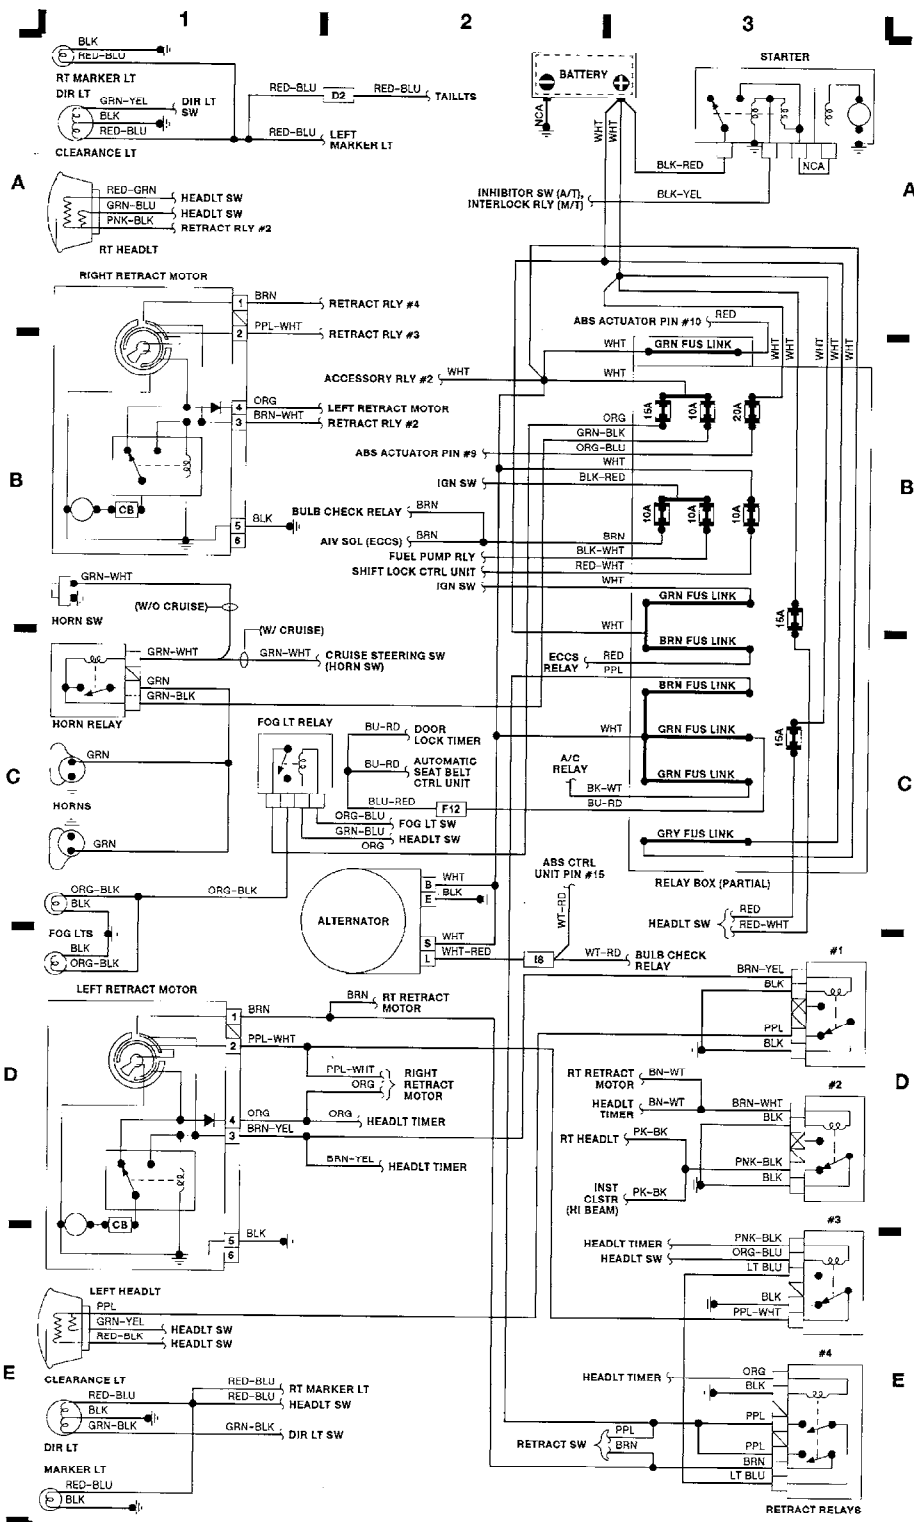 1
2
3
BLK
RED-BLU
RT MARKER LT
DIR LT
GRN-YEL
DIR LT
SW
BLK
RED-BLU
CLEARANCE LT
RED-BLU
D2
RED-BLU
TAILLTS
RED-BLU
LEFT
MARKER LT
BATTERY
NCA
WHT
WHT
STARTER
BLK-RED
NCA
INHIBITOR SW (A/T),
INTERLOCK RLY (M/T)
BLK-YEL
A
A
RED-GRN
HEADLT SW
GRN-BLU
HEADLT SW
PNK-BLK
RETRACT RLY #2
RT HEADLT
RIGHT RETRACT MOTOR
1
BRN
RETRACT RLY #4
2
PPL-WHT
RETRACT RLY #3
4
ORG
LEFT RETRACT MOTOR
3
BRN-WHT
RETRACT RLY #2
CB
5
BLK
6
B
B
ABS ACTUATOR PIN #10
RED
WHT
WHT
WHT
WHT
WHT
GRN FUS LINK
WHT
ACCESSORY RLY #2
WHT
WHT
15A
10A
20A
ORG
GRN-BLK
ABS ACTUATOR PIN #9
ORG-BLU
WHT
IGN SW
BLK-RED
10A
10A
10A
BULB CHECK RELAY
BRN
AIV SOL (ECCS)
BRN
BRN
FUEL PUMP RLY
BLK-WHT
SHIFT LOCK CTRL UNIT
RED-WHT
IGN SW
WHT
GRN FUS LINK
15A
WHT
BRN FUS LINK
ECCS
RELAY
RED
PPL
BRN FUS LINK
WHT
GRN FUS LINK
15A
A/C
RELAY
GRN FUS LINK
BK-WT
BU-RD
GRY FUS LINK
RELAY BOX (PARTIAL)
HEADLT SW
RED
RED-WHT
GRN-WHT
HORN SW
(W/O CRUISE)
(W/ CRUISE)
GRN-WHT
GRN-WHT
CRUISE STEERING SW
(HORN SW)
GRN
GRN-BLK
HORN RELAY
C
C
GRN
HORNS
GRN
FOG LT RELAY
BU-RD
DOOR
LOCK TIMER
BU-RD
AUTOMATIC
SEAT BELT
CTRL UNIT
BLU-RED
F12
ORG-BLU
FOG LT SW
GRN-BLU
HEADLT SW
ORG
ORG-BLK
BLK
ORG-BLK
FOG LTS
BLK
ORG-BLK
ALTERNATOR
B
WHT
E
BLK
S
WHT
L
WHT-RED
I8
ABS CTRL
UNIT PIN #15
WT-RD
WT-RD
BULB CHECK
RELAY
LEFT RETRACT MOTOR
1
BRN
BRN
RT RETRACT
MOTOR
2
PPL-WHT
PPL-WHT
ORG
RIGHT
RETRACT
MOTOR
4
ORG
ORG
HEADLT TIMER
3
BRN-YEL
BRN-YEL
HEADLT TIMER
CB
5
BLK
6
D
D
#1
BRN-YEL
BLK
PPL
BLK
RT RETRACT
MOTOR
BN-WT
#2
HEADLT
TIMER
BN-WT
BRN-WHT
BLK
RT HEADLT
PK-BK
PNK-BLK
BLK
INST
CLSTR
(HI BEAM)
PK-BK
#3
HEADLT TIMER
PNK-BLK
HEADLT SW
ORG-BLU
LT BLU
BLK
PPL-WHT
LEFT HEADLT
PPL
GRN-YEL
HEADLT SW
RED-BLK
HEADLT SW
E
E
CLEARANCE LT
RED-BLU
BLK
GRN-BLK
DIR LT
RED-BLU
RT MARKER LT
RED-BLU
HEADLT SW
GRN-BLK
DIR LT SW
MARKER LT
RED-BLU
BLK
#4
HEADLT TIMER
ORG
BLK
PPL
RETRACT SW
PPL
BRN
PPL
BRN
LT BLU
RETRACT RELAYS